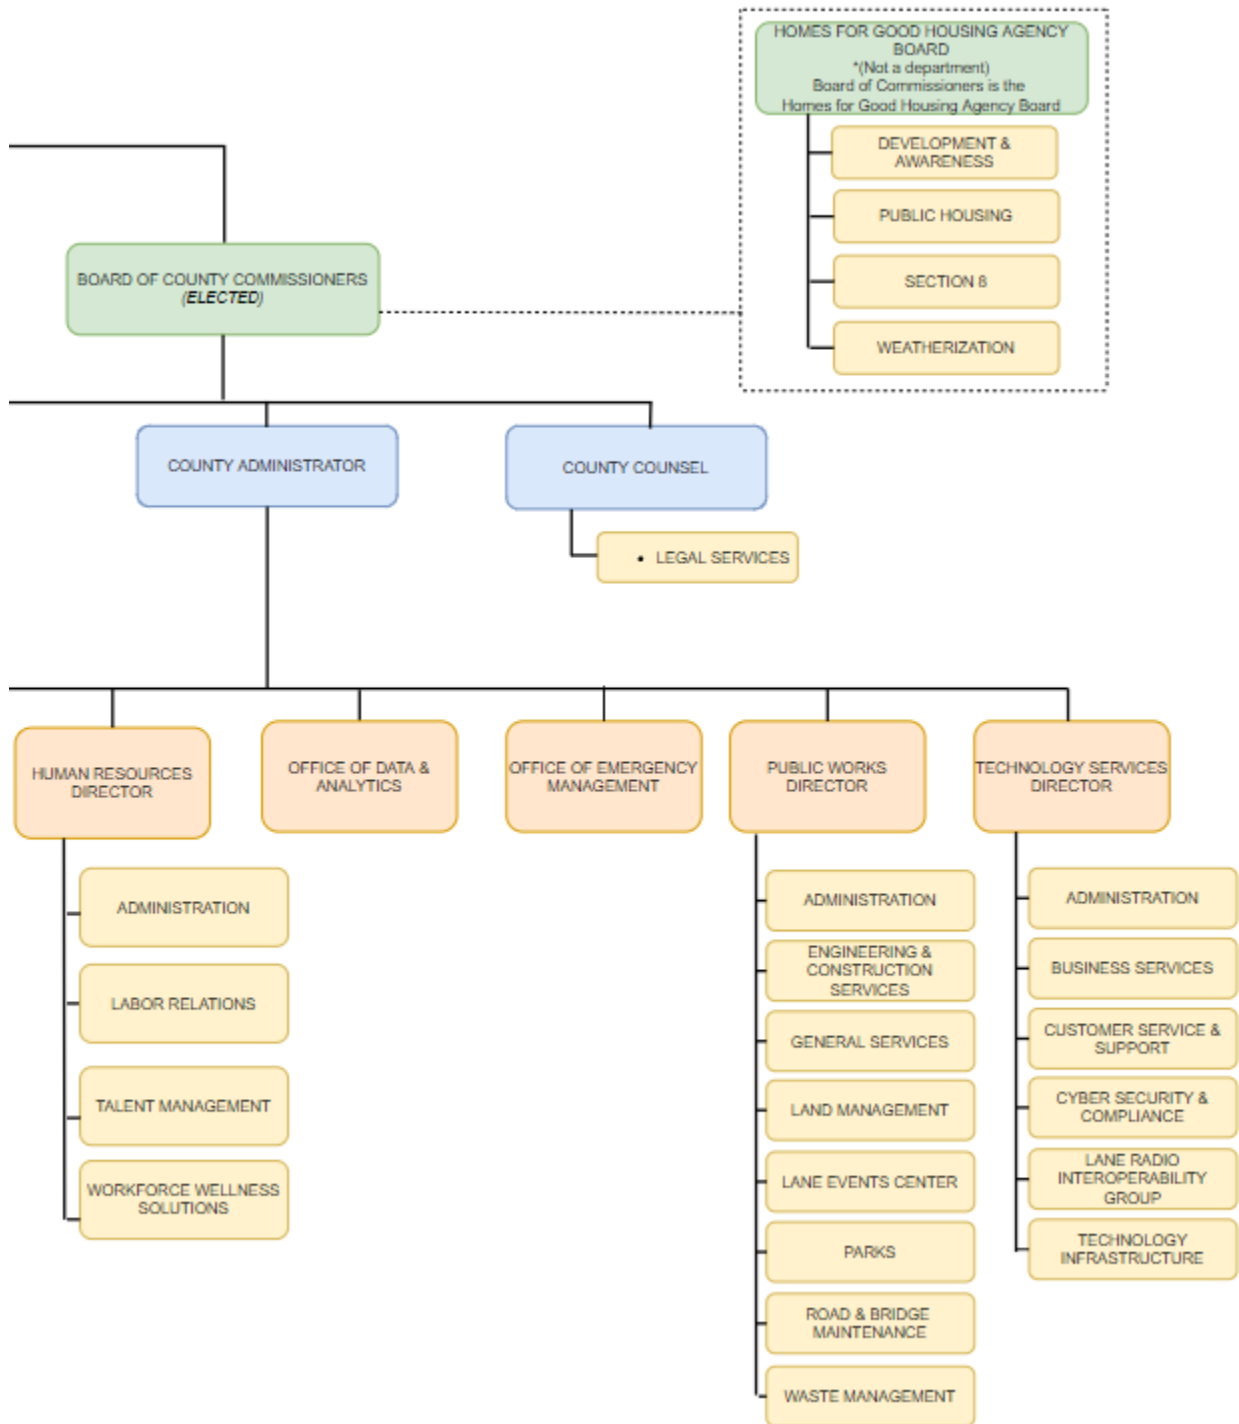 HOMES FOR GOOD HOUSING AGENCY
BOARD
*(Not a department)
Board of Commissioners is the
Homes for Good Housing Agency Board
DEVELOPMENT &
AWARENESS
PUBLIC HOUSING
SECTION 8
WEATHERIZATION
BOARD OF COUNTY COMMISSIONERS
(ELECTED)
COUNTY ADMINISTRATOR
COUNTY COUNSEL
• LEGAL SERVICES
HUMAN RESOURCES
DIRECTOR
ADMINISTRATION
LABOR RELATIONS
TALENT MANAGEMENT
WORKFORCE WELLNESS
SOLUTIONS
OFFICE OF DATA &
ANALYTICS
OFFICE OF EMERGENCY
MANAGEMENT
PUBLIC WORKS
DIRECTOR
ADMINISTRATION
ENGINEERING &
CONSTRUCTION
SERVICES
GENERAL SERVICES
LAND MANAGEMENT
LANE EVENTS CENTER
PARKS
ROAD & BRIDGE
MAINTENANCE
WASTE MANAGEMENT
TECHNOLOGY SERVICES
DIRECTOR
ADMINISTRATION
BUSINESS SERVICES
CUSTOMER SERVICE &
SUPPORT
CYBER SECURITY &
COMPLIANCE
LANE RADIO
INTEROPERABILITY
GROUP
TECHNOLOGY
INFRASTRUCTURE